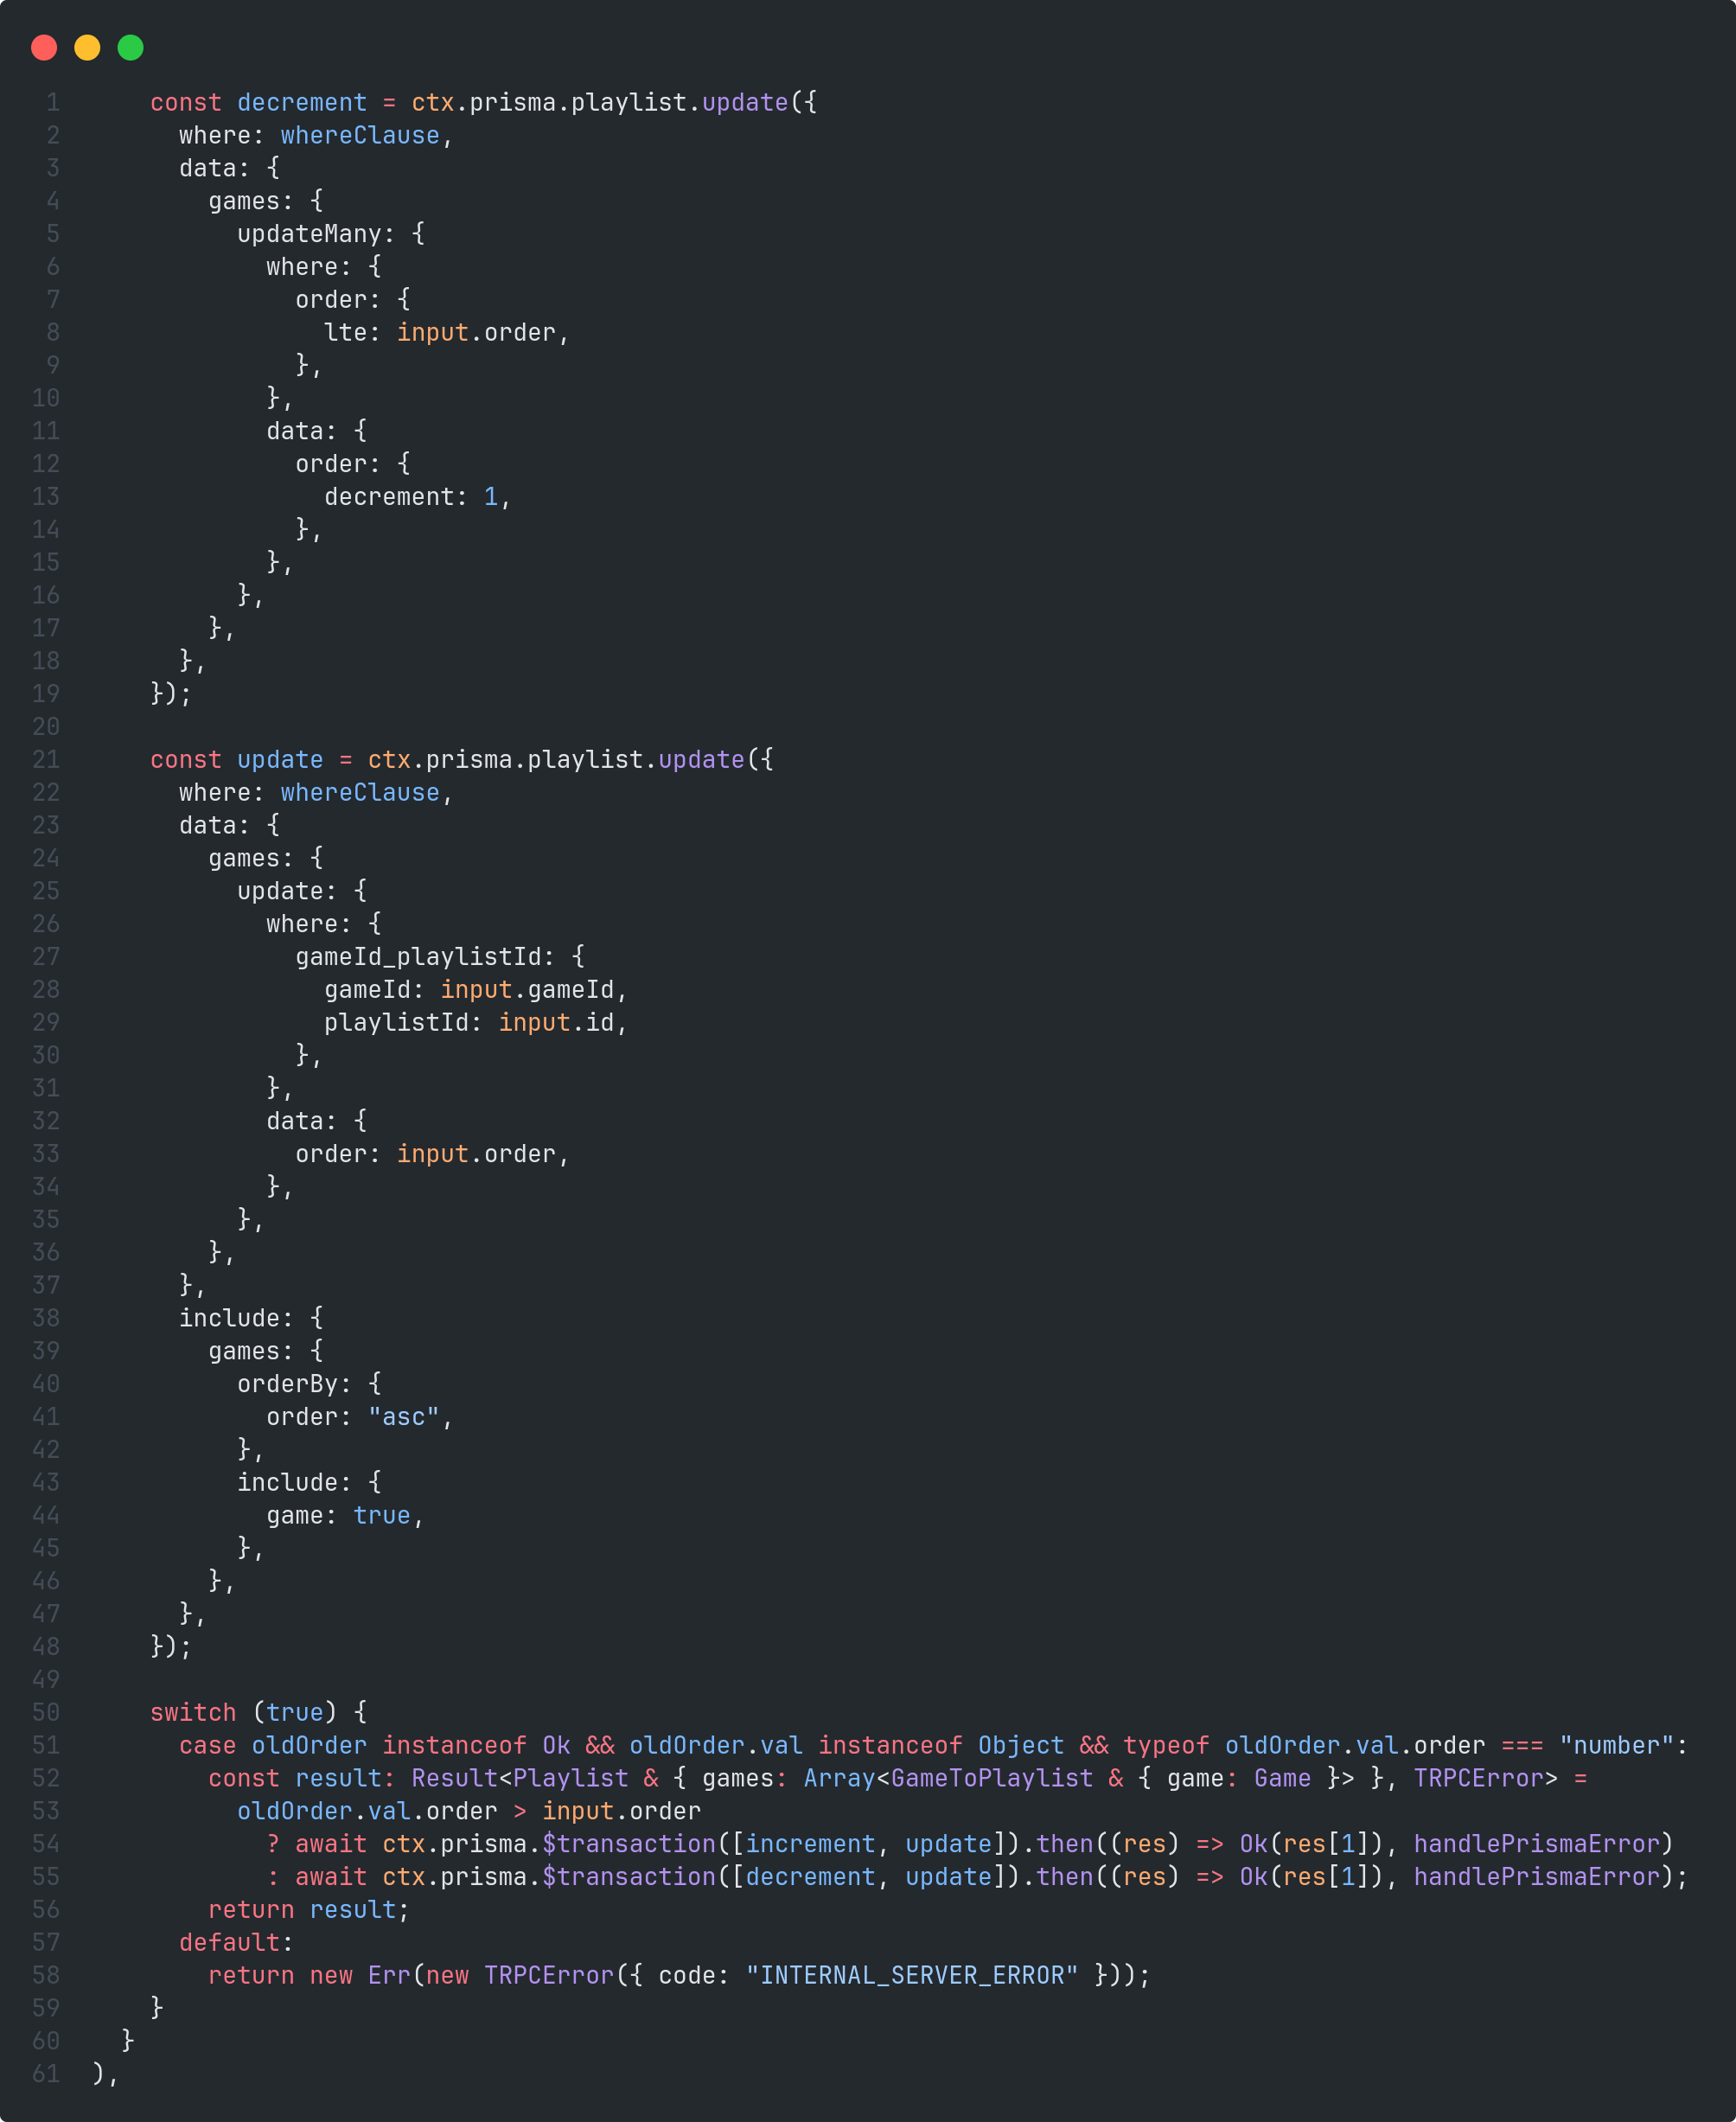 1 const decrement = ctx.prisma.playlist.update({
2 where: whereClause,
3 data: {
4 games: {
5 updateMany: {
6 where: {
7 order: {
8 lte: input.order,
9 },
10 },
11 data: {
12 order: {
13 decrement: 1,
14 },
15 },
16 },
17 },
18 },
19 });
20
21 const update = ctx.prisma.playlist.update({
22 where: whereClause,
23 data: {
24 games: {
25 update: {
26 where: {
27 gameId_playlistId: {
28 gameId: input.gameId,
29 playlistId: input.id,
30 },
31 },
32 data: {
33 order: input.order,
34 },
35 },
36 },
37 },
38 include: {
39 games: {
40 orderBy: {
41 order: "asc",
42 },
43 include: {
44 game: true,
45 },
46 },
47 },
48 });
49
50 switch (true) {
51 case oldOrder instanceof Ok && oldOrder.val instanceof Object && typeof oldOrder.val.order === "number":
52 const result: Result<Playlist & { games: Array<GameToPlaylist & { game: Game }> }, TRPCError> =
53 oldOrder.val.order > input.order
54 ? await ctx.prisma.$transaction([increment, update]).then((res) => Ok(res[1]), handlePrismaError)
55 : await ctx.prisma.$transaction([decrement, update]).then((res) => Ok(res[1]), handlePrismaError);
56 return result;
57 default:
58 return new Err(new TRPCError({ code: "INTERNAL_SERVER_ERROR" }));
59 }
60 }
61 ),